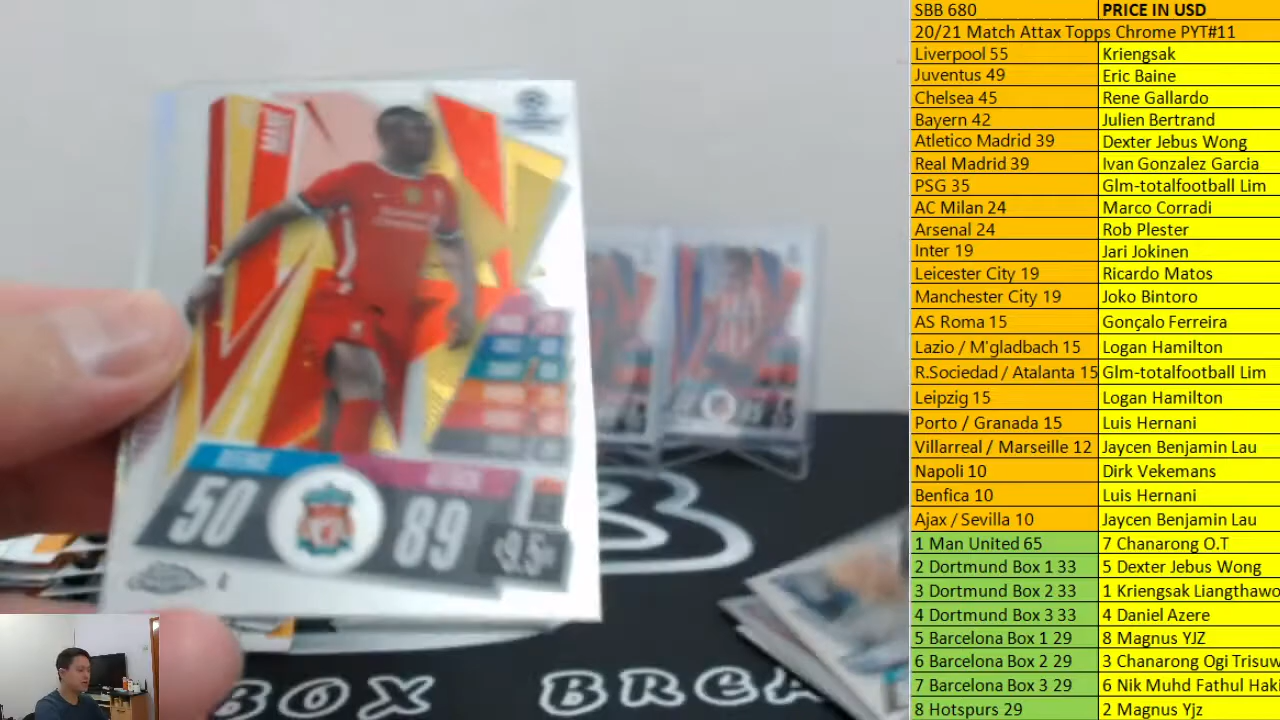 MANÉ
DEFENCE
ATTACK
50
89
9.5
BOX BREA
SBB 680 PRICE IN USD
20/21 Match Attax Topps Chrome PYT#11
Liverpool 55 Kriengsak
Juventus 49 Eric Baine
Chelsea 45 Rene Gallardo
Bayern 42 Julien Bertrand
Atletico Madrid 39 Dexter Jebus Wong
Real Madrid 39 Ivan Gonzalez Garcia
PSG 35 Glm-totalfootball Lim
AC Milan 24 Marco Corradi
Arsenal 24 Rob Plester
Inter 19 Jari Jokinen
Leicester City 19 Ricardo Matos
Manchester City 19 Joko Bintoro
AS Roma 15 Gonçalo Ferreira
Lazio / M'gladbach 15 Logan Hamilton
R.Sociedad / Atalanta 15 Glm-totalfootball Lim
Leipzig 15 Logan Hamilton
Porto / Granada 15 Luis Hernani
Villarreal / Marseille 12 Jaycen Benjamin Lau
Napoli 10 Dirk Vekemans
Benfica 10 Luis Hernani
Ajax / Sevilla 10 Jaycen Benjamin Lau
1 Man United 65 7 Chanarong O.T
2 Dortmund Box 1 33 5 Dexter Jebus Wong
3 Dortmund Box 2 33 1 Kriengsak Liangthawo
4 Dortmund Box 3 33 4 Daniel Azere
5 Barcelona Box 1 29 8 Magnus YJZ
6 Barcelona Box 2 29 3 Chanarong Ogi Trisuw
7 Barcelona Box 3 29 6 Nik Muhd Fathul Haki
8 Hotspurs 29 2 Magnus Yjz